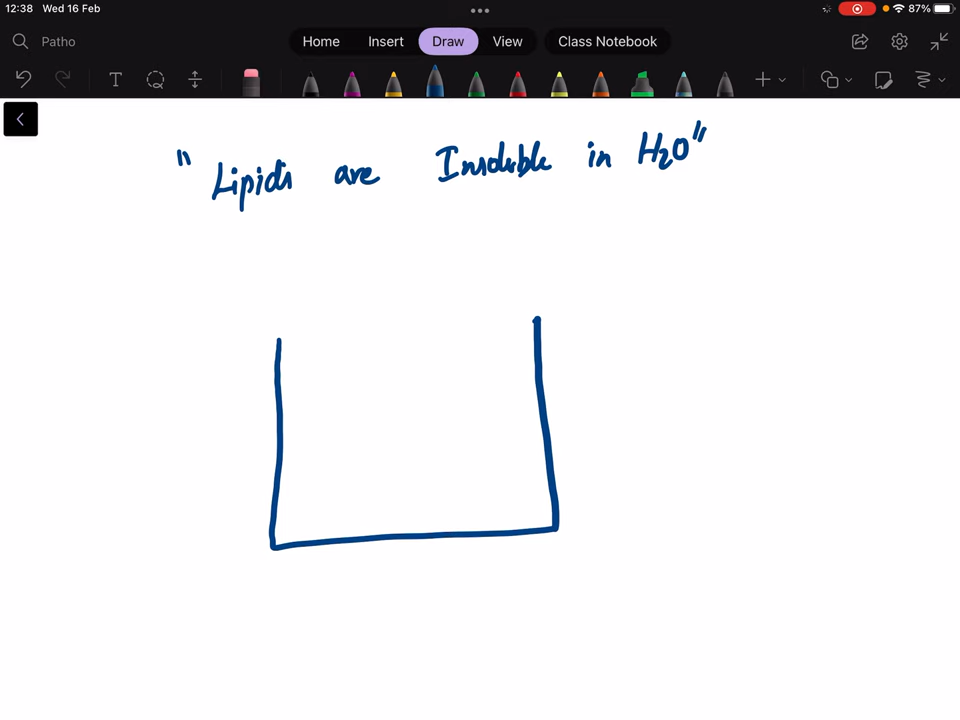 12:38 Wed 16 Feb 87%
Patho Home Insert Draw View Class Notebook
T
"Lipids are Insoluble in H2O"